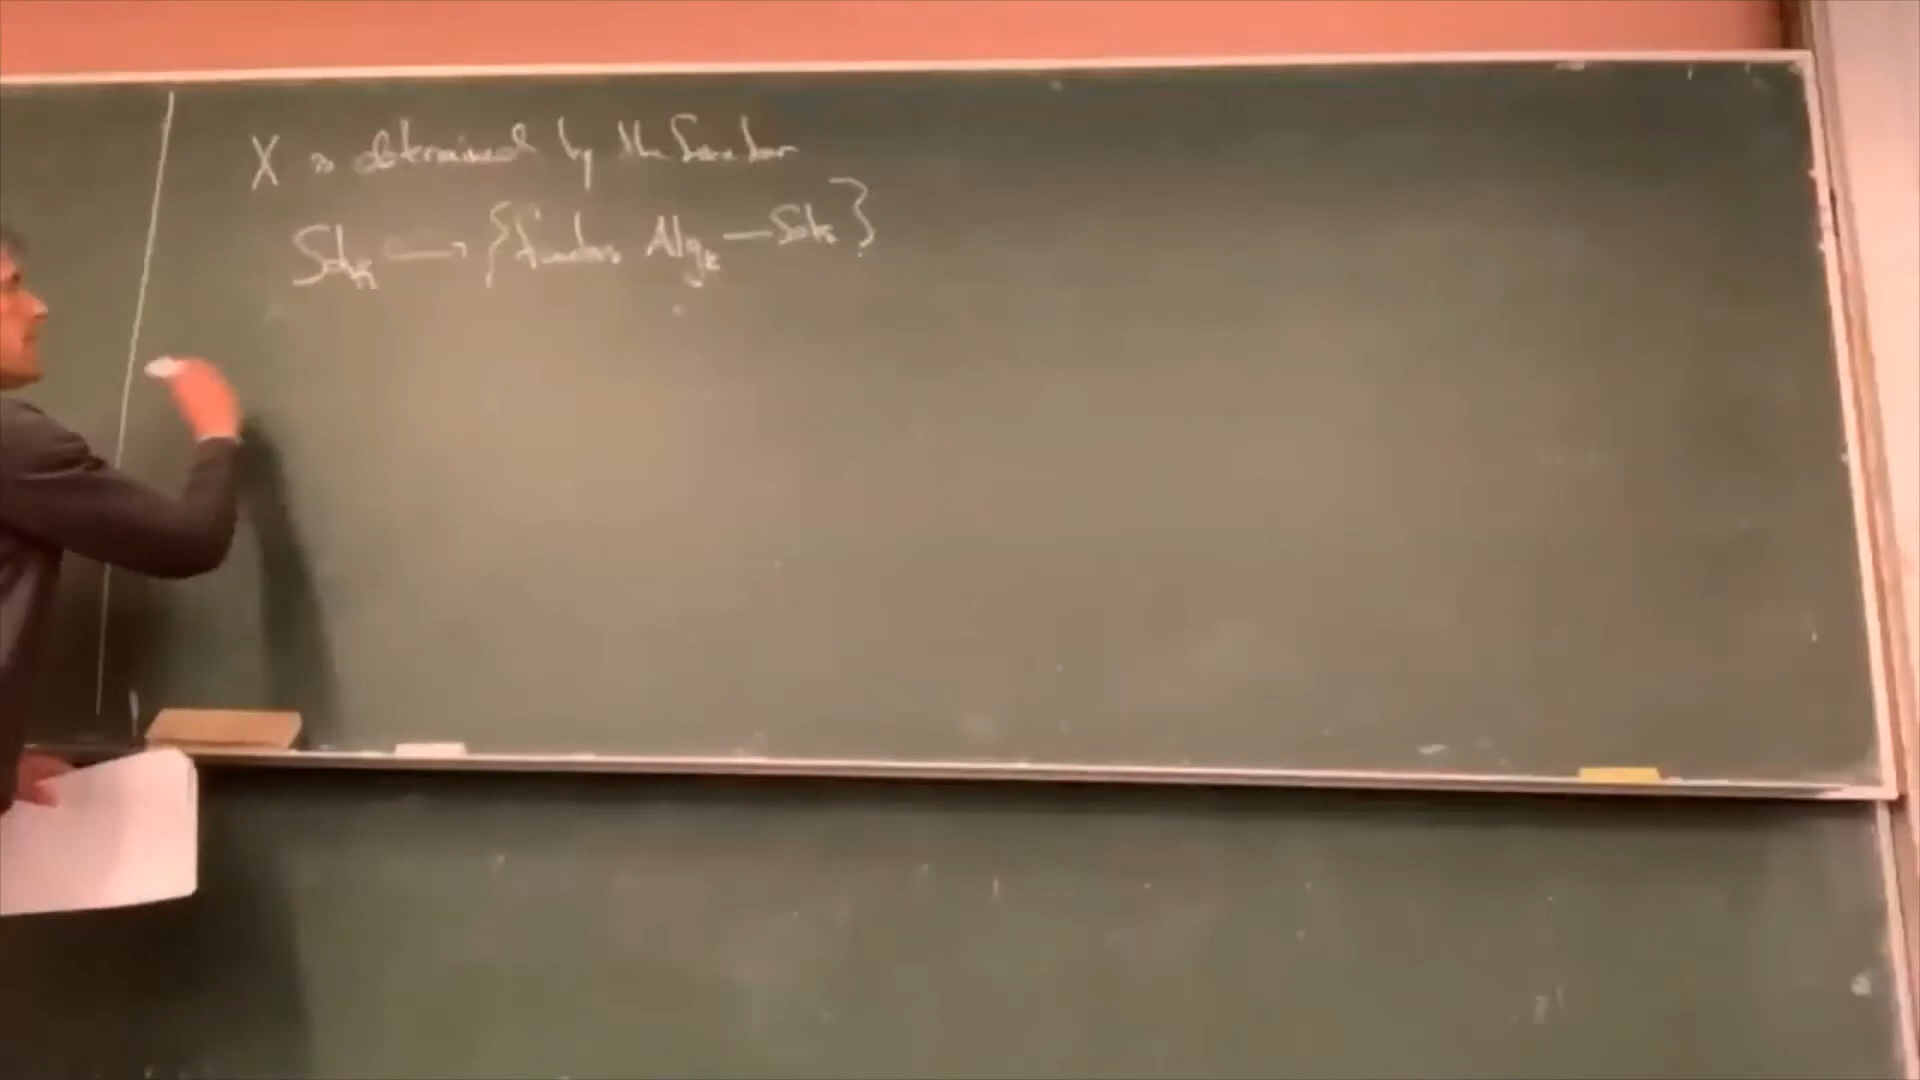 X is determined by the functor
Sch_k → {functors Alg_k → Sets}